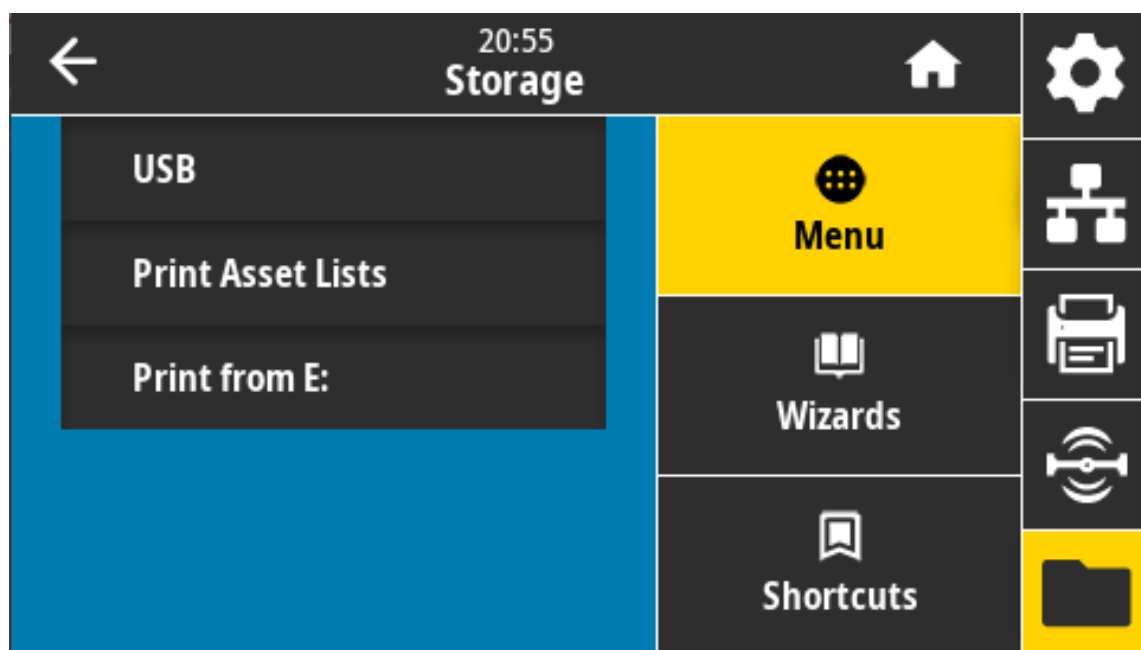 20:55
Storage
USB
Print Asset Lists
Print from E:
Menu
Wizards
Shortcuts